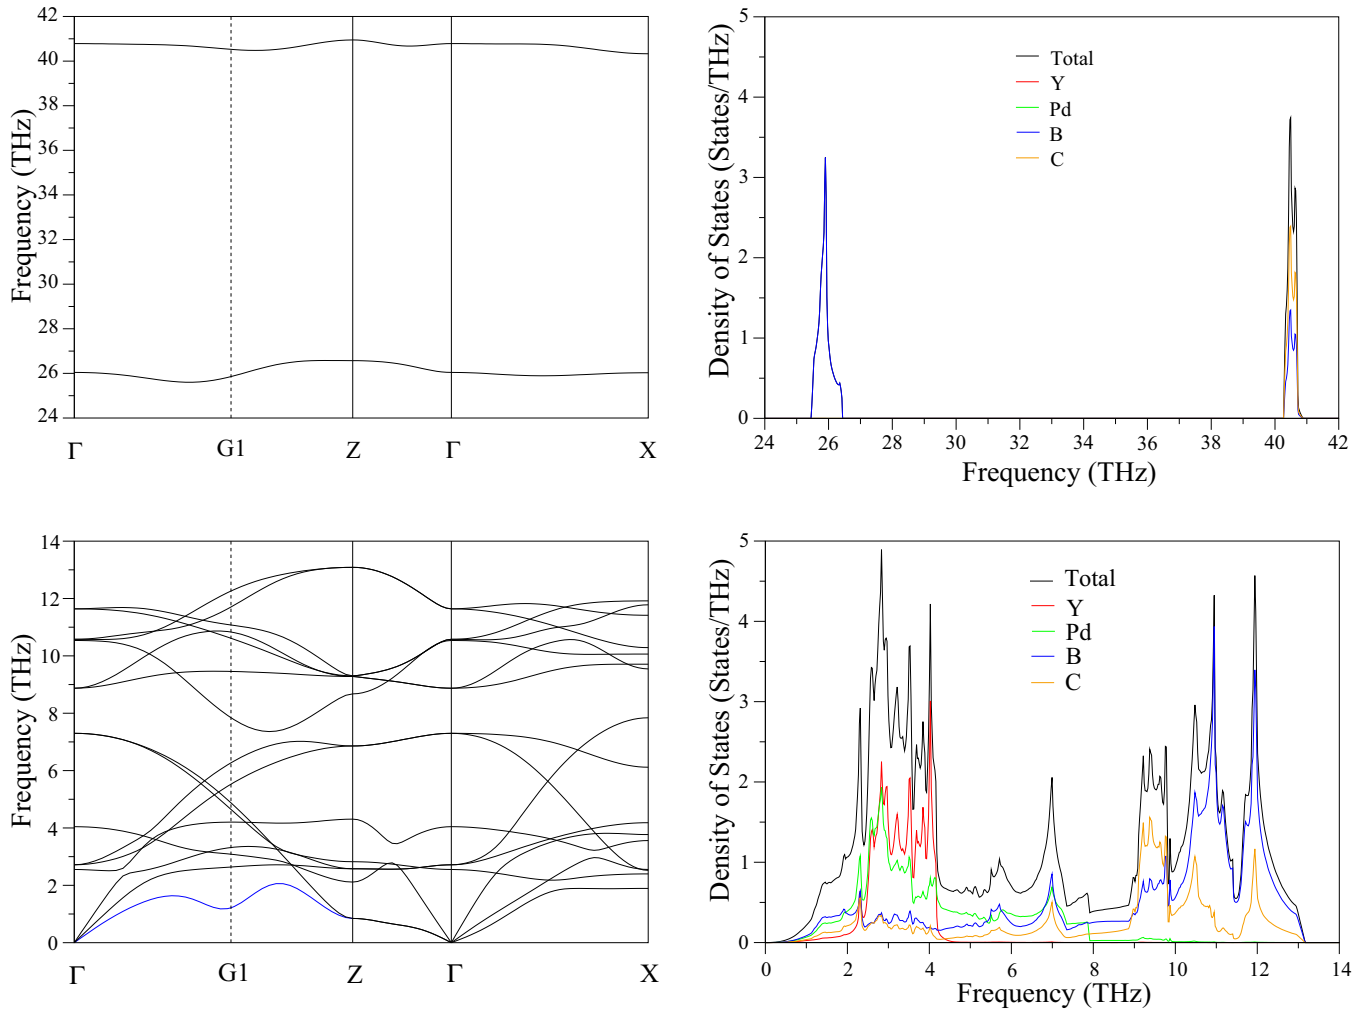 Frequency (THz)
42
40
38
36
34
32
30
28
26
24
Γ G1 Z Γ X
Density of States (States/THz)
5
4
3
2
1
0
Total
Y
Pd
B
C
24 26 28 30 32 34 36 38 40 42
Frequency (THz)
Frequency (THz)
14
12
10
8
6
4
2
0
Γ G1 Z Γ X
Density of States (States/THz)
5
4
3
2
1
0
Total
Y
Pd
B
C
0 2 4 6 8 10 12 14
Frequency (THz)